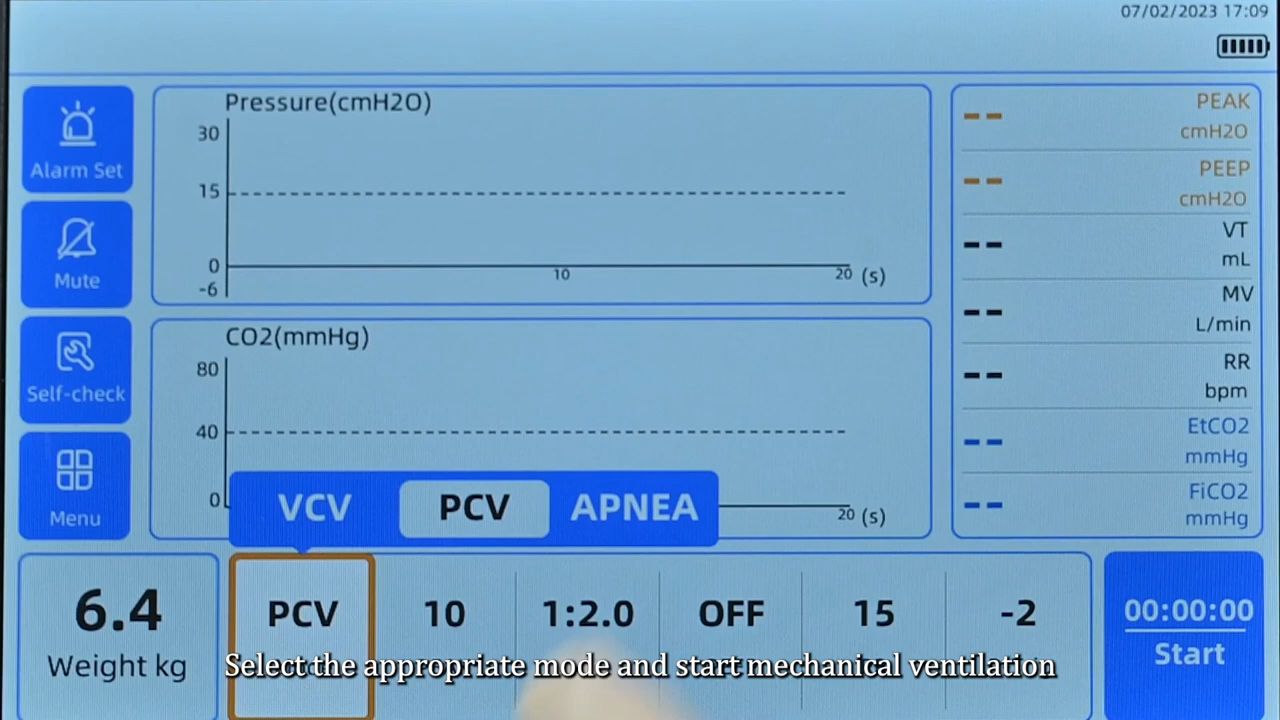 07/02/2023 17:09
Alarm Set
Mute
Self-check
Menu
Pressure(cmH2O)
30
15
0
-6
10
20 (s)
CO2(mmHg)
80
40
0
20 (s)
VCV PCV APNEA
-- PEAK
cmH2O
-- PEEP
cmH2O
-- VT
mL
-- MV
L/min
-- RR
bpm
-- EtCO2
mmHg
-- FiCO2
mmHg
6.4
Weight kg
PCV 10 1:2.0 OFF 15 -2
00:00:00
Start
Select the appropriate mode and start mechanical ventilation